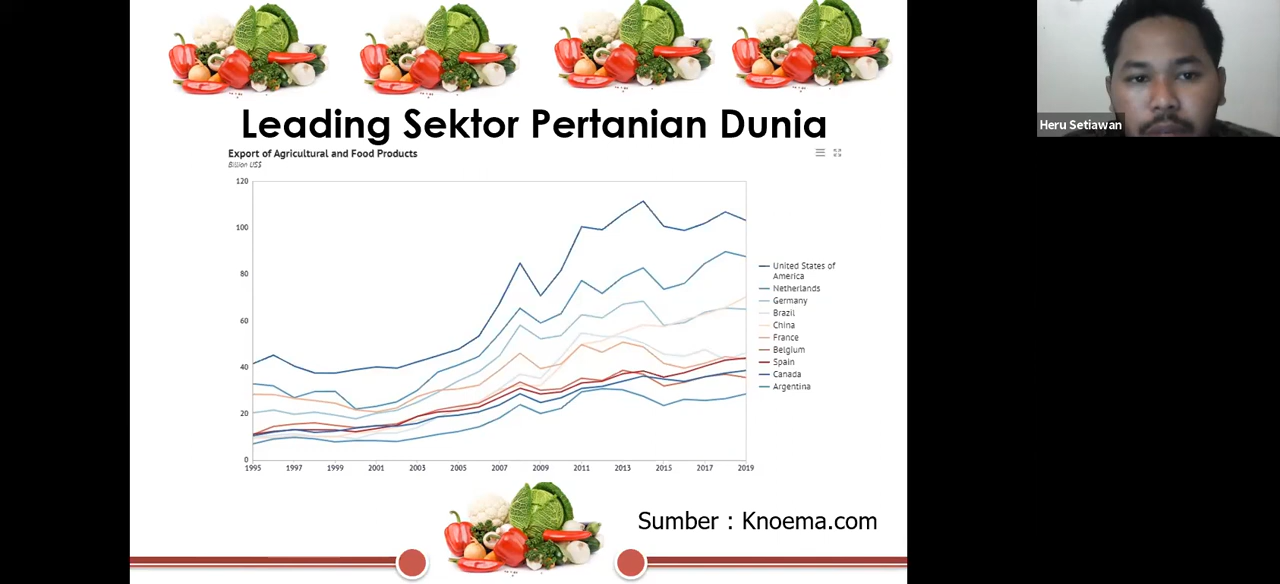 Heru Setiawan
Leading Sektor Pertanian Dunia
Export of Agricultural and Food Products
Billion US$
120
100
80
60
40
20
0
1995
1997
1999
2001
2003
2005
2007
2009
2011
2013
2015
2017
2019
United States of
America
Netherlands
Germany
Brazil
China
France
Belgium
Spain
Canada
Argentina
Sumber : Knoema.com